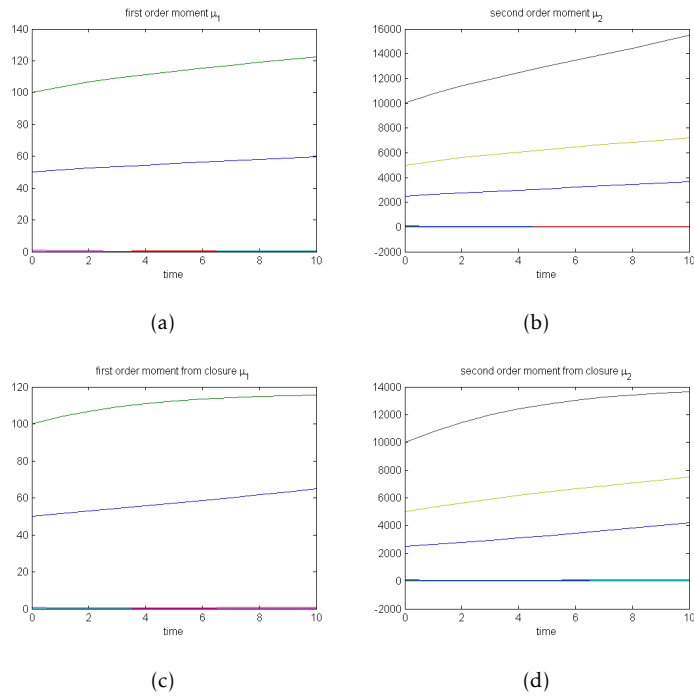 first order moment μ1
140
120
100
80
60
40
20
0
0 2 4 6 8 10
time
(a)
second order moment μ2
16000
14000
12000
10000
8000
6000
4000
2000
0
-2000
0 2 4 6 8 10
time
(b)
first order moment from closure μ1
120
100
80
60
40
20
0
0 2 4 6 8 10
time
(c)
second order moment from closure μ2
14000
12000
10000
8000
6000
4000
2000
0
-2000
0 2 4 6 8 10
time
(d)